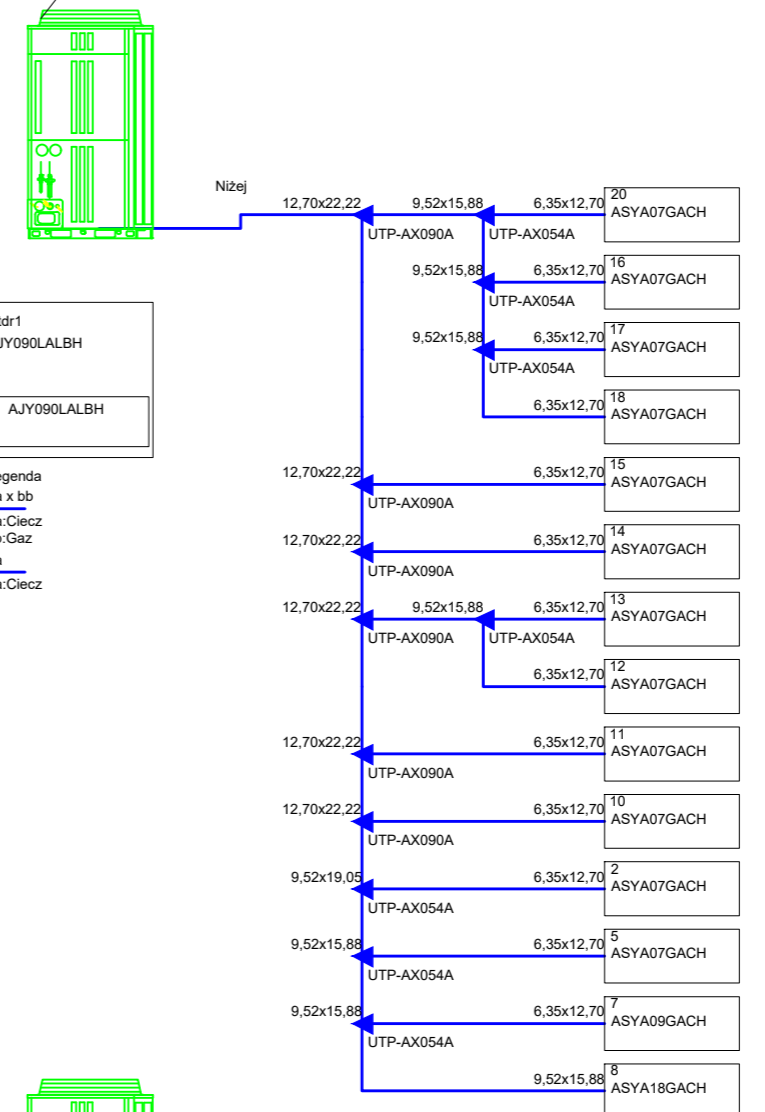 Niżej
12,70x22,22
UTP-AX090A
9,52x15,88
UTP-AX054A
6,35x12,70
20
ASYA07GACH
9,52x15,88
UTP-AX054A
6,35x12,70
16
ASYA07GACH
9,52x15,88
UTP-AX054A
6,35x12,70
17
ASYA07GACH
6,35x12,70
18
ASYA07GACH
AJY090LALBH
12,70x22,22
UTP-AX090A
6,35x12,70
15
ASYA07GACH
x bb
:Ciecz
:Gaz
:Ciecz
12,70x22,22
UTP-AX090A
6,35x12,70
14
ASYA07GACH
12,70x22,22
UTP-AX090A
9,52x15,88
UTP-AX054A
6,35x12,70
13
ASYA07GACH
6,35x12,70
12
ASYA07GACH
12,70x22,22
UTP-AX090A
6,35x12,70
11
ASYA07GACH
12,70x22,22
UTP-AX090A
6,35x12,70
10
ASYA07GACH
9,52x19,05
UTP-AX054A
6,35x12,70
2
ASYA07GACH
9,52x15,88
UTP-AX054A
6,35x12,70
5
ASYA07GACH
9,52x15,88
UTP-AX054A
6,35x12,70
7
ASYA09GACH
9,52x15,88
8
ASYA18GACH